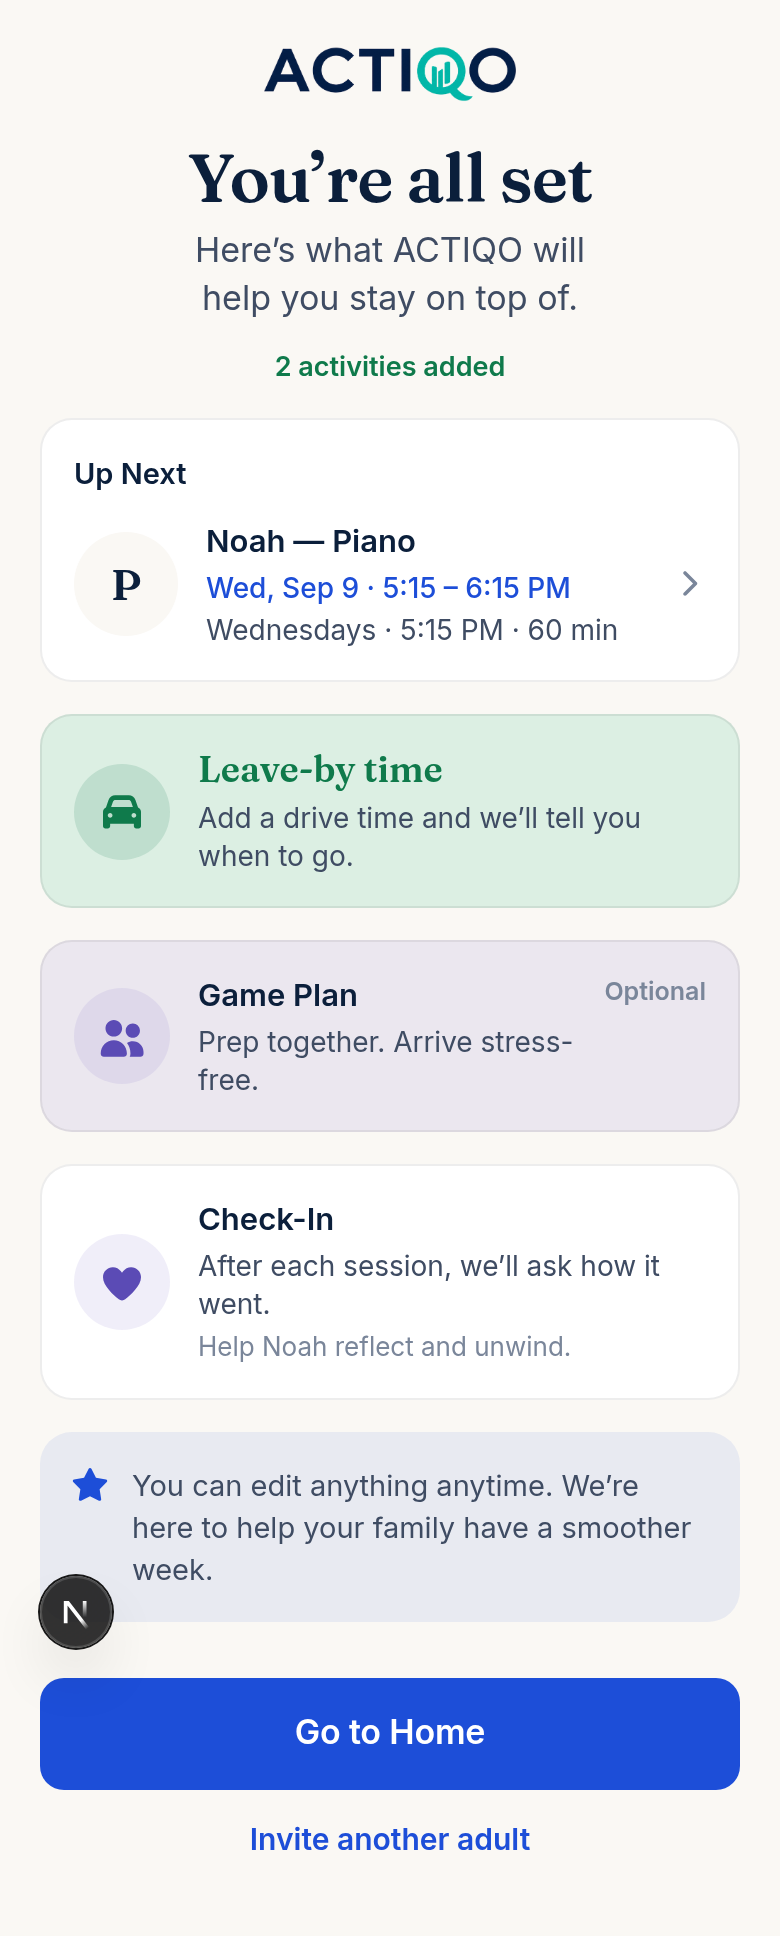 ACTIQO
You’re all set
Here’s what ACTIQO will
help you stay on top of.
2 activities added
Up Next
P
Noah — Piano
Wed, Sep 9 · 5:15 – 6:15 PM
Wednesdays · 5:15 PM · 60 min
Leave-by time
Add a drive time and we’ll tell you
when to go.
Game Plan
Optional
Prep together. Arrive stress-
free.
Check-In
After each session, we’ll ask how it
went.
Help Noah reflect and unwind.
You can edit anything anytime. We’re
here to help your family have a smoother
week.
N
Go to Home
Invite another adult